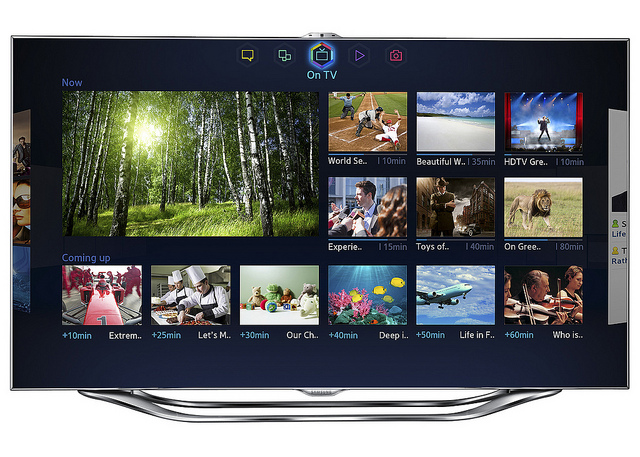 On TV
Now
World Se.. 10min
Beautiful W.. 35min
HDTV Gre.. 10min
Experie.. 15min
Toys of.. 40min
On Gree.. 80min
S
Life
T
Rath
Coming up
+10min Extrem..
+25min Let's M..
+30min Our Ch..
+40min Deep i..
+50min Life in F..
+60min Who is..
1
SAMSUNG